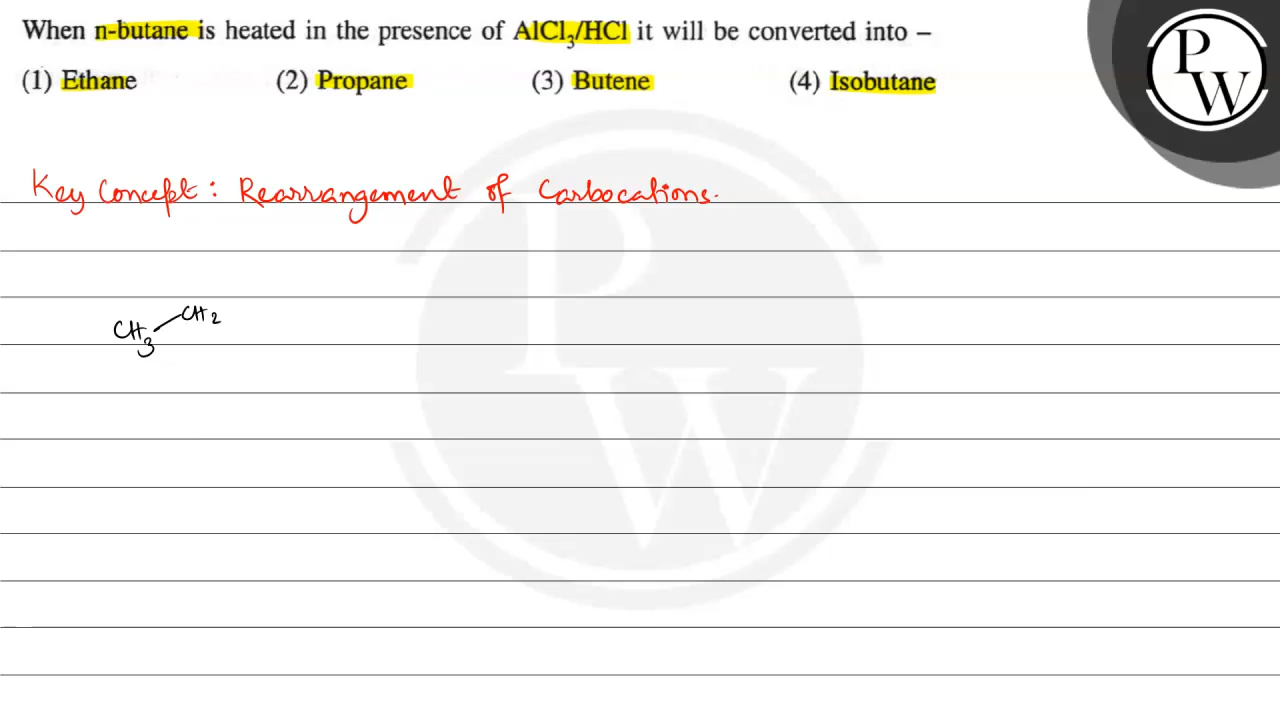 When n-butane is heated in the presence of AlCl₃/HCl it will be converted into –
(1) Ethane (2) Propane (3) Butene (4) Isobutane
Key Concept : Rearrangement of Carbocations.
CH₃ CH₂
P W
P W